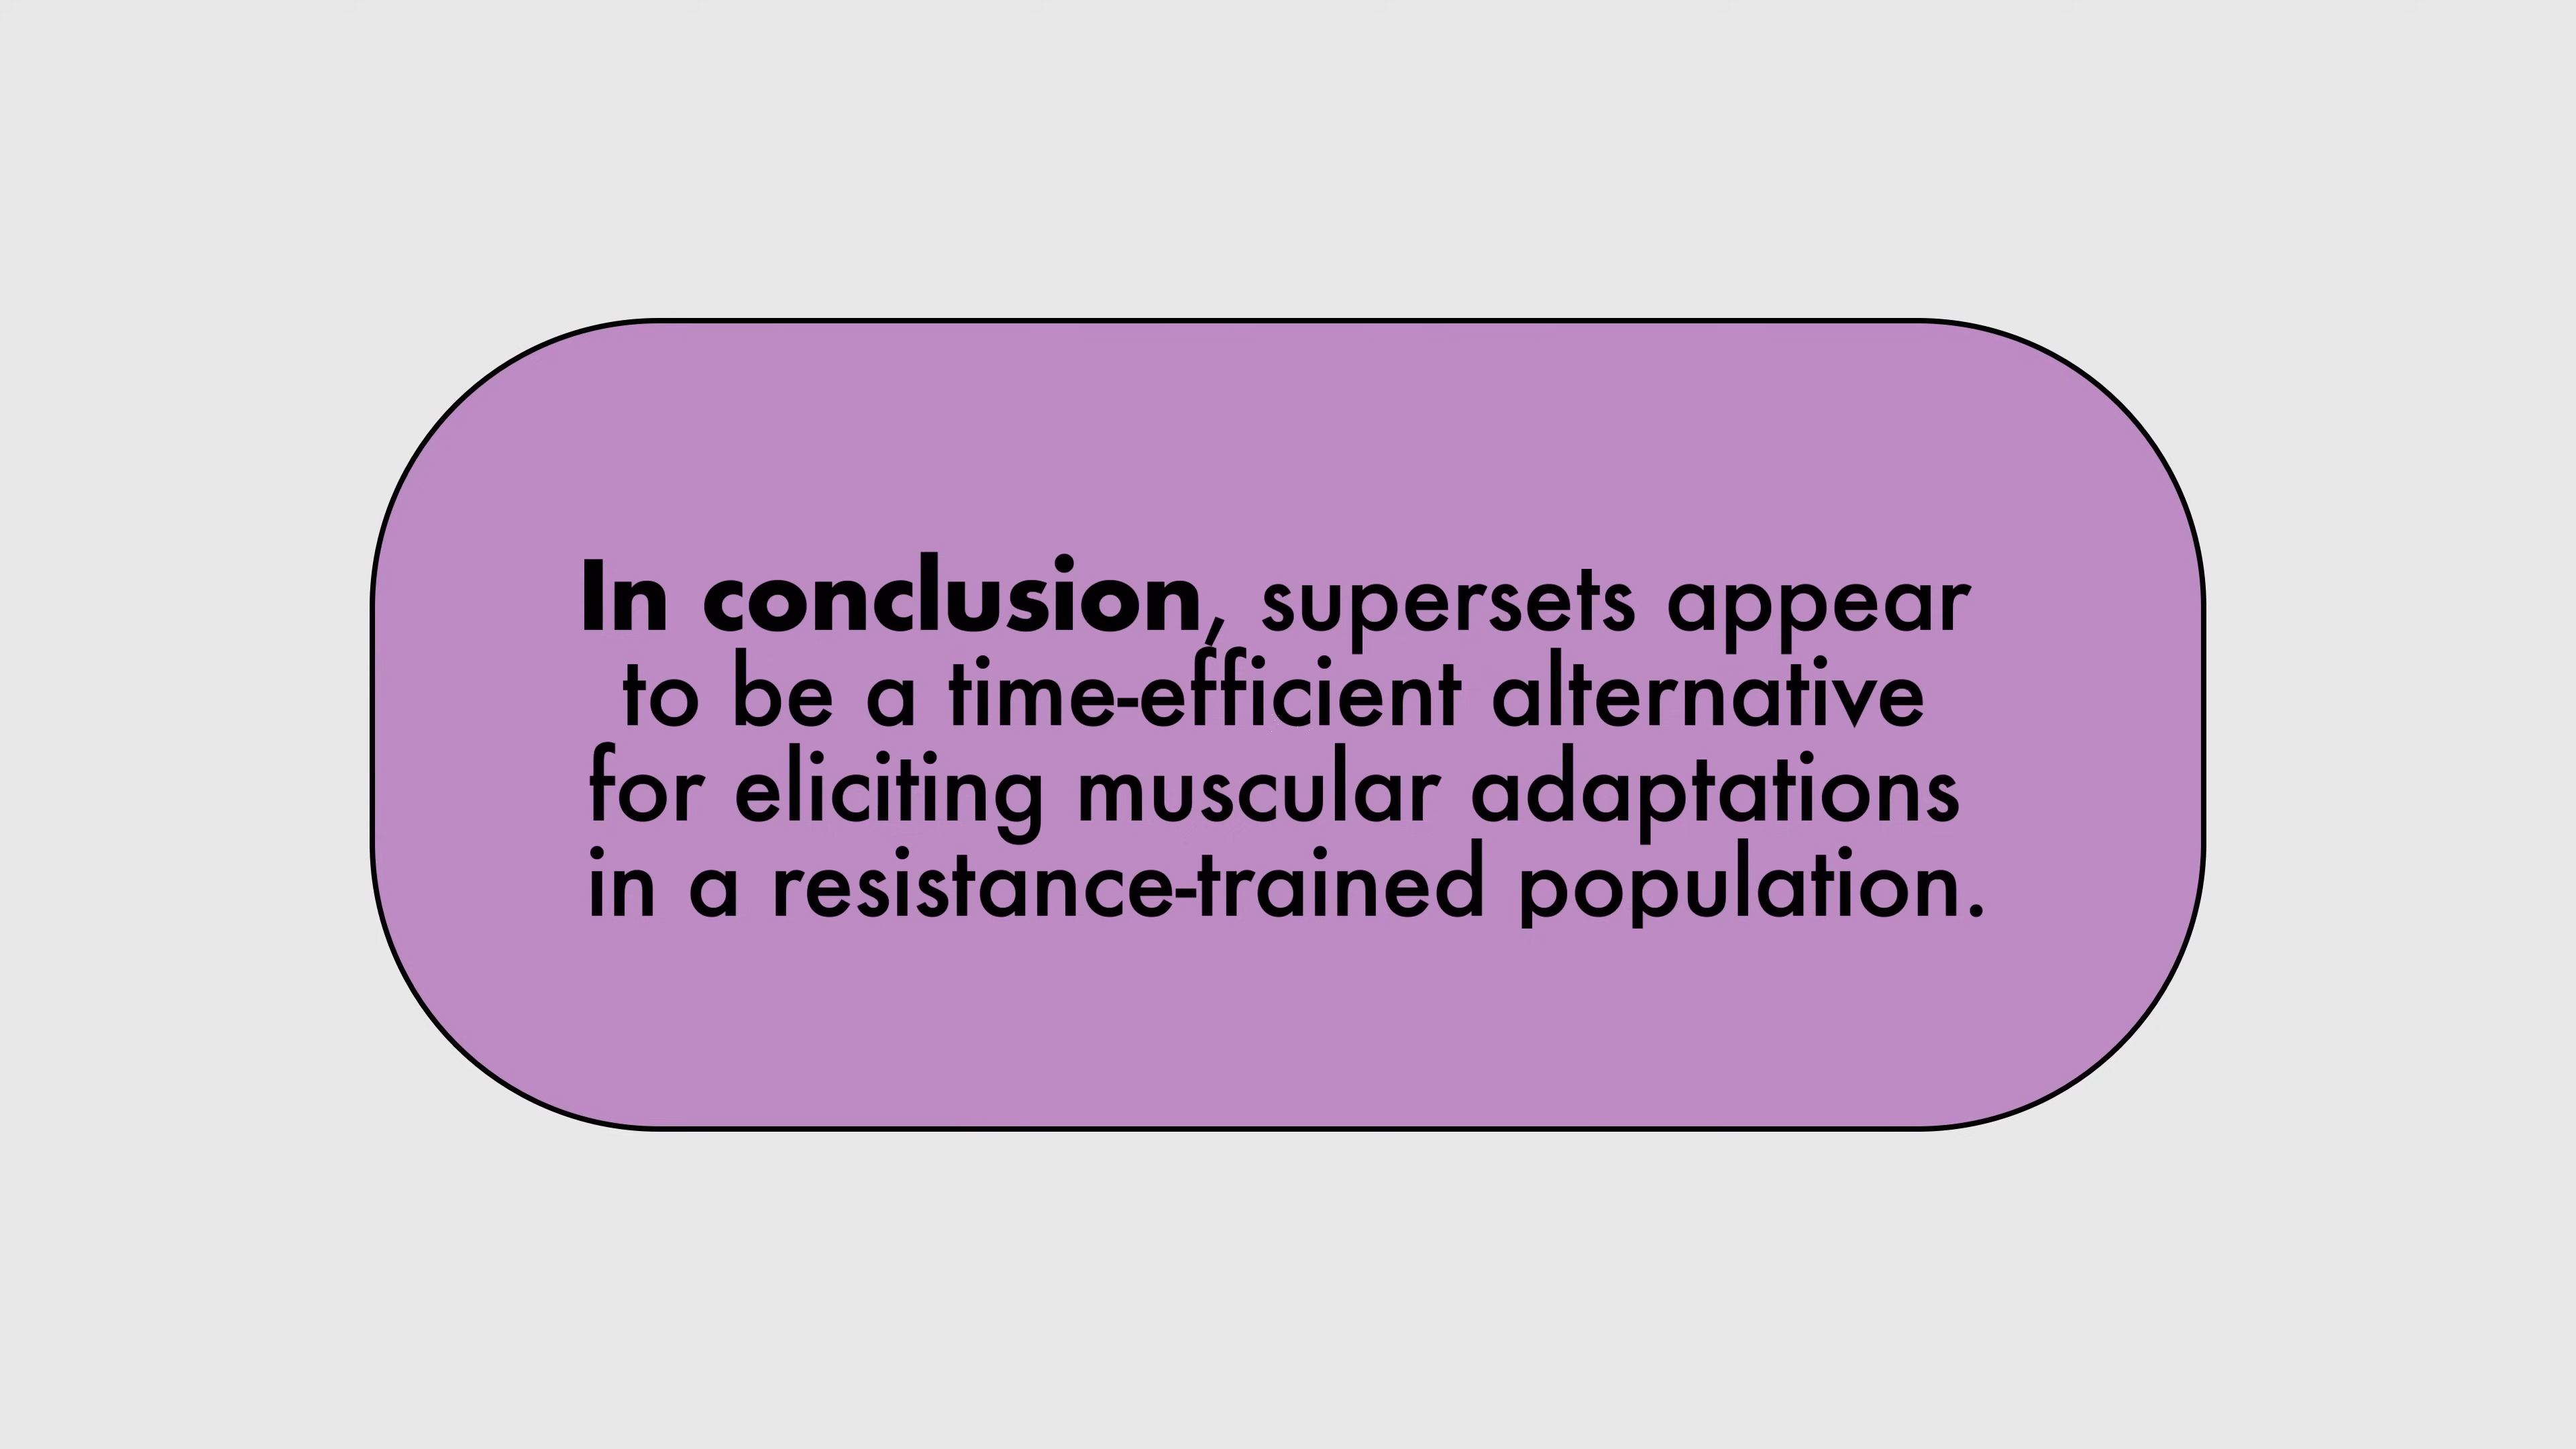 In conclusion, supersets appear
to be a time-efficient alternative
for eliciting muscular adaptations
in a resistance-trained population.